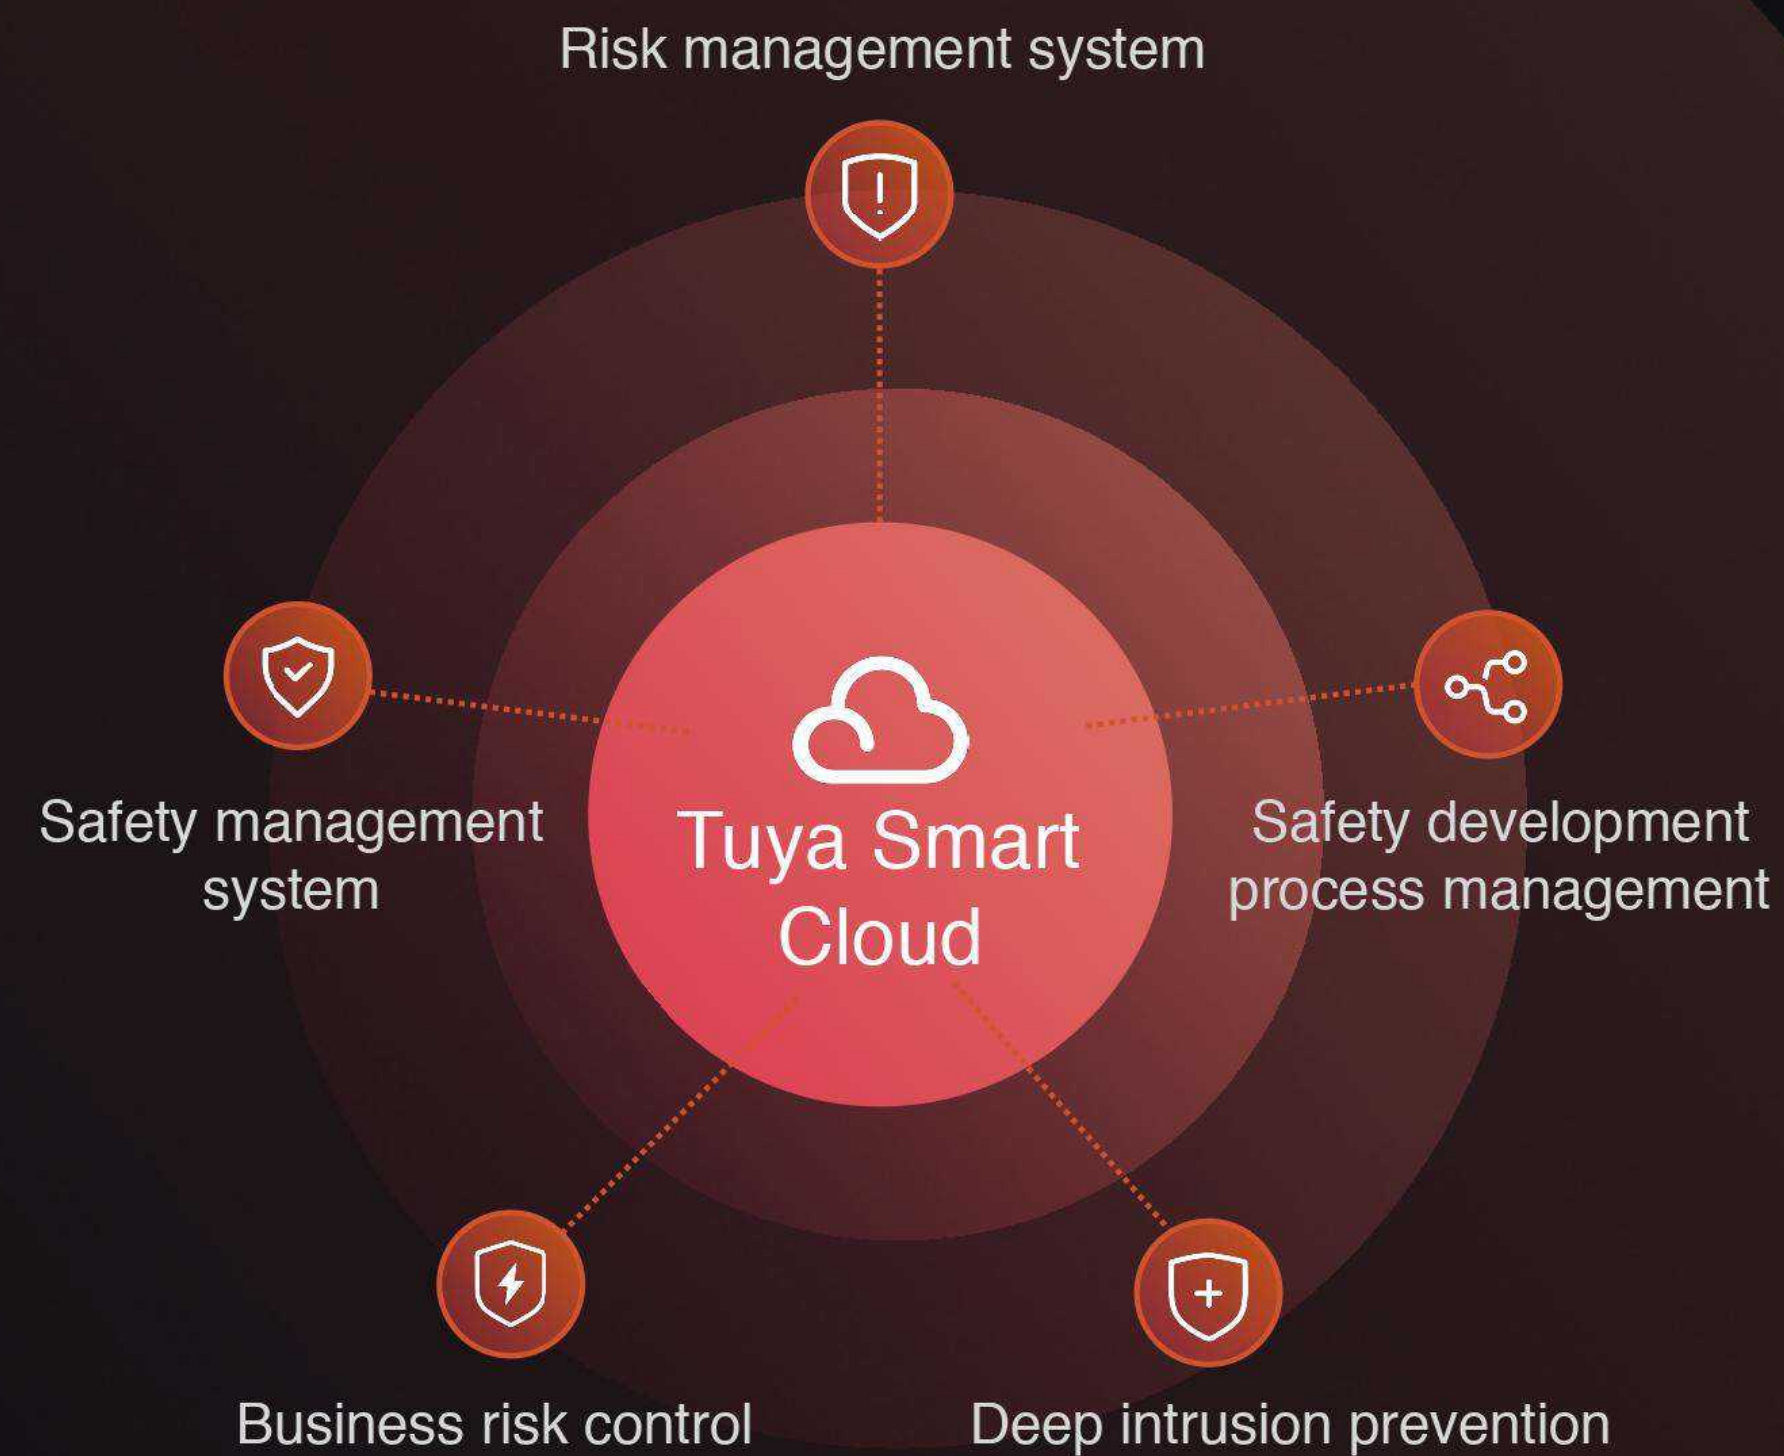 Risk management system
Safety management
system
Tuya Smart
Cloud
Safety development
process management
Business risk control
Deep intrusion prevention